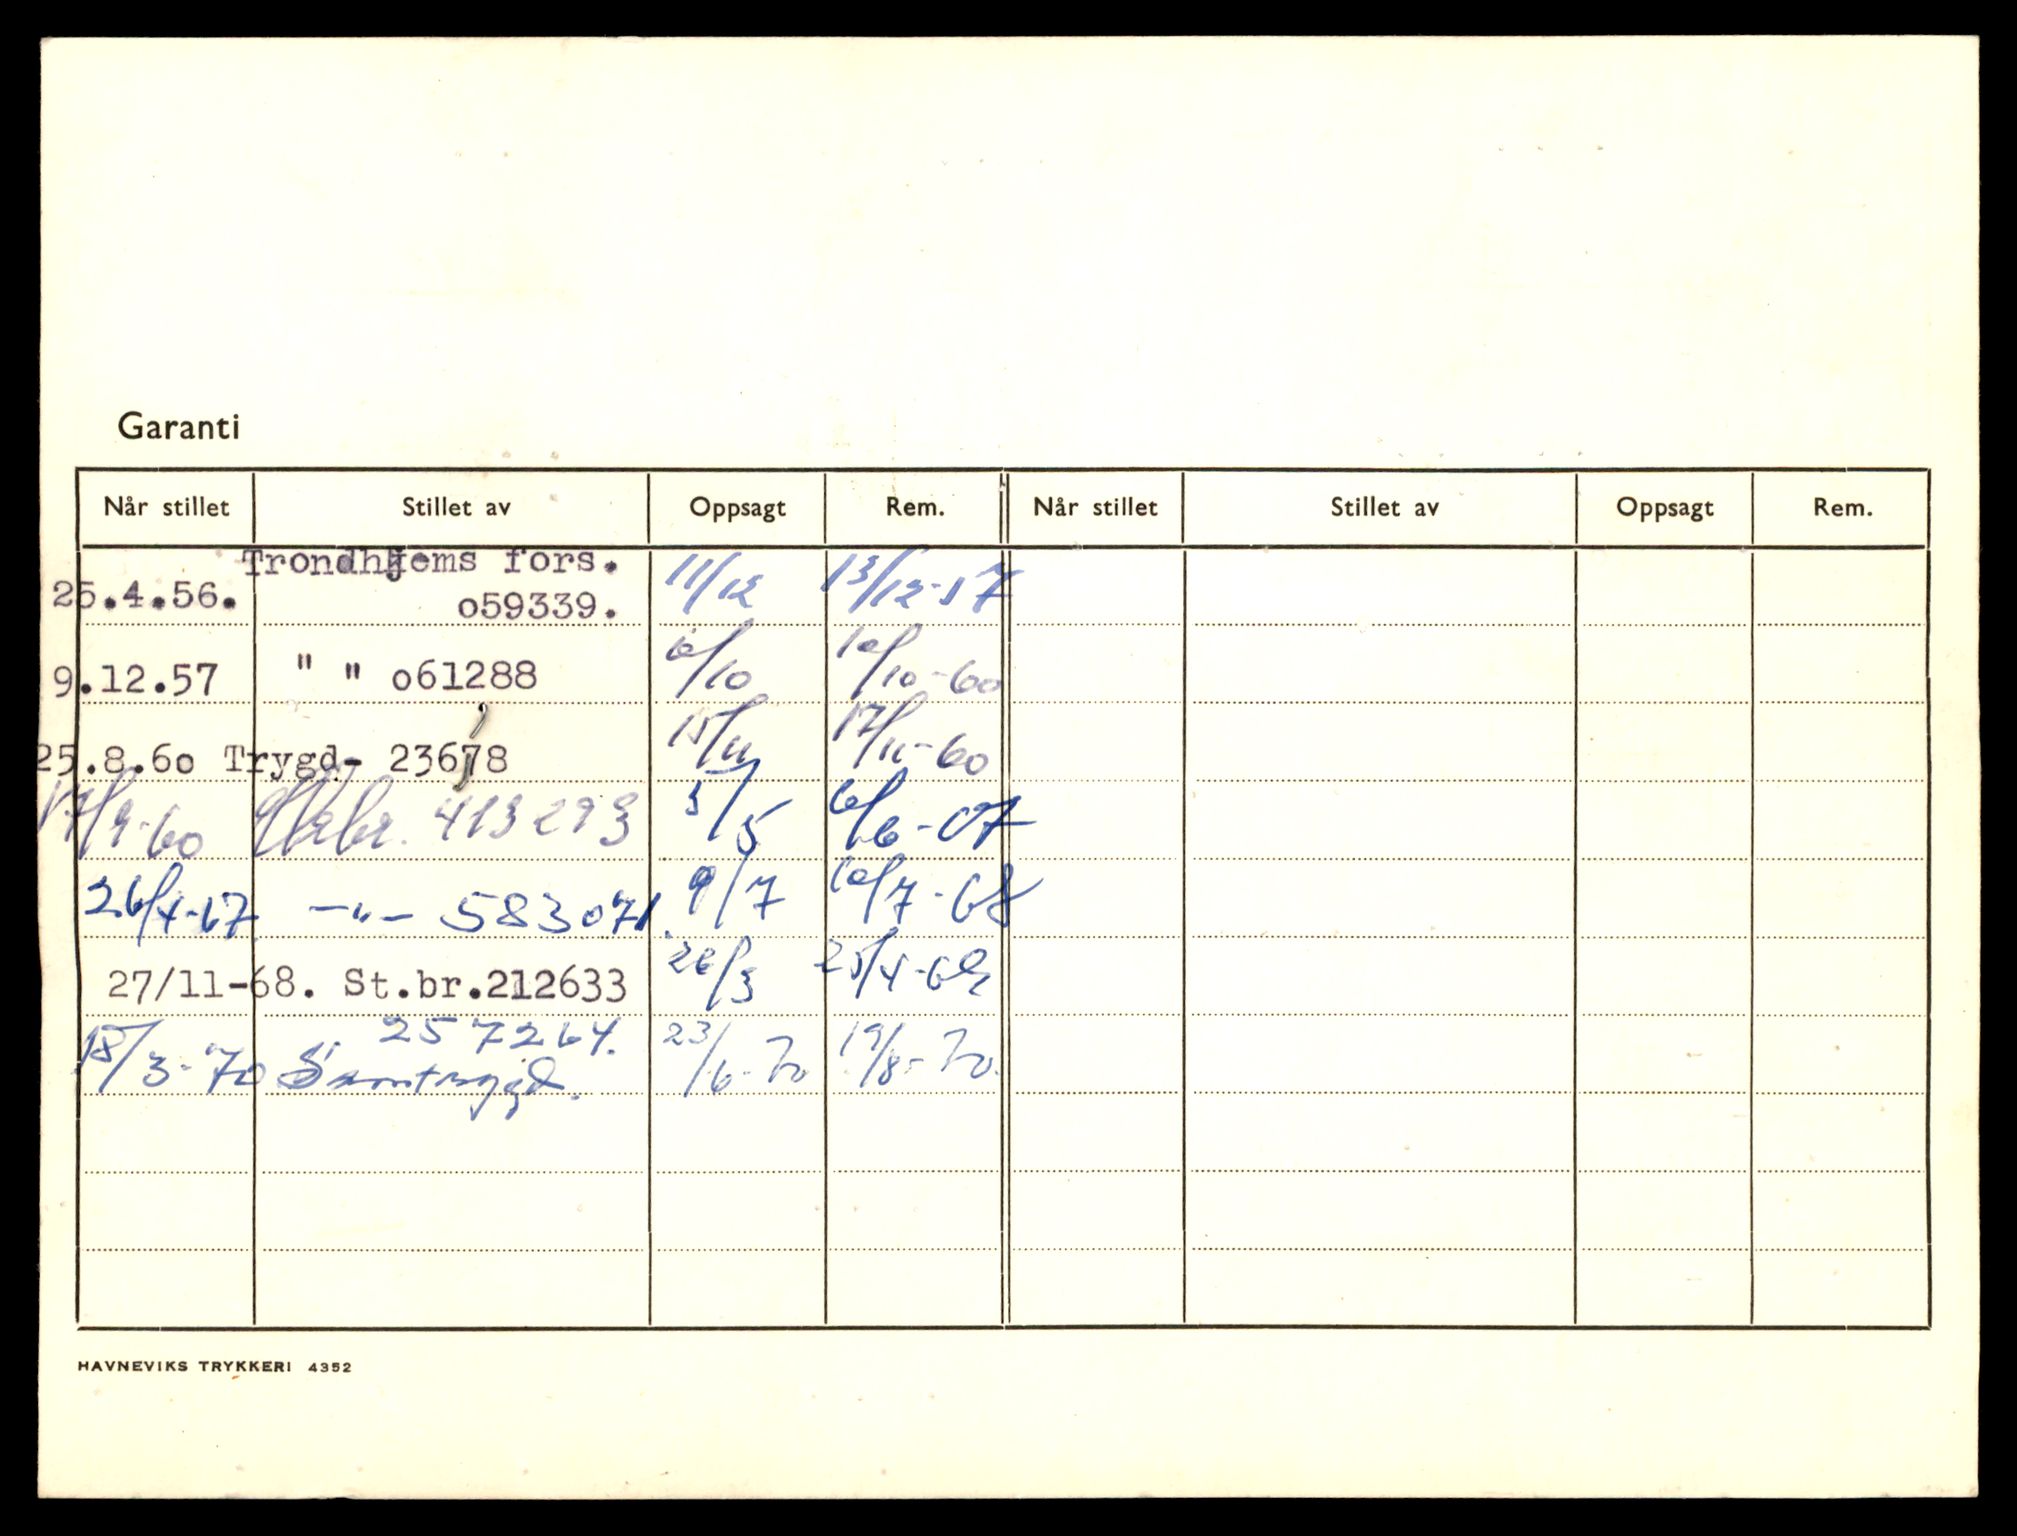 Garanti
Når stillet Stillet av Oppsagt Rem. Når stillet Stillet av Oppsagt Rem.
Trondhjems fors.
25.4.56. o59339. 11/12 13/12-57
9.12.57 " " o61288 6/10 10/10-60
25.8.6o Trygd- 23678 15/11 17/11-60
17/9-60 413293 3/5 6/6-67
26/4-67 -"- 583071 9/7 10/7-68
27/11-68. St.br.212633 26/3 25/4-69
257264.
18/3-70 Samtrygd. 23/6-70 19/8-70.
HAVNEVIKS TRYKKERI 4352